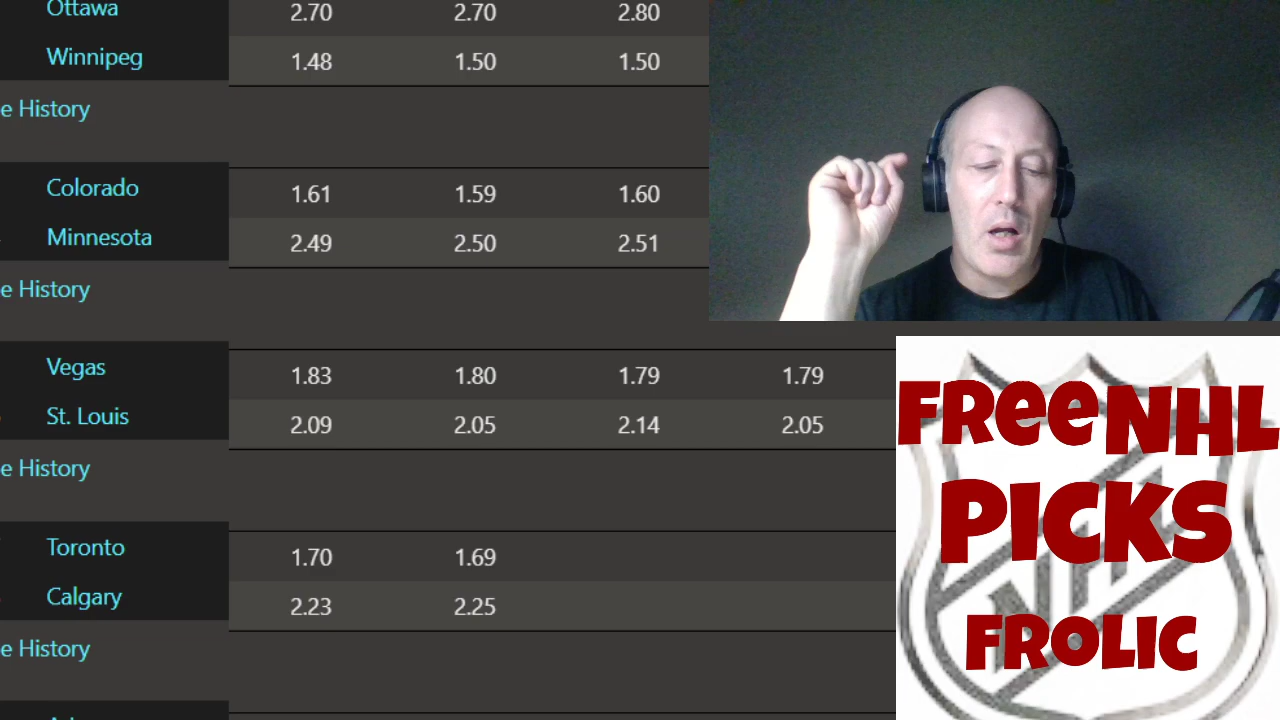 Ottawa 2.70 2.70 2.80
Winnipeg 1.48 1.50 1.50
e History
Colorado 1.61 1.59 1.60
Minnesota 2.49 2.50 2.51
e History
Vegas 1.83 1.80 1.79 1.79
St. Louis 2.09 2.05 2.14 2.05
e History
Toronto 1.70 1.69
Calgary 2.23 2.25
e History
FReeNHL
PICKS
FROLIC
NHL